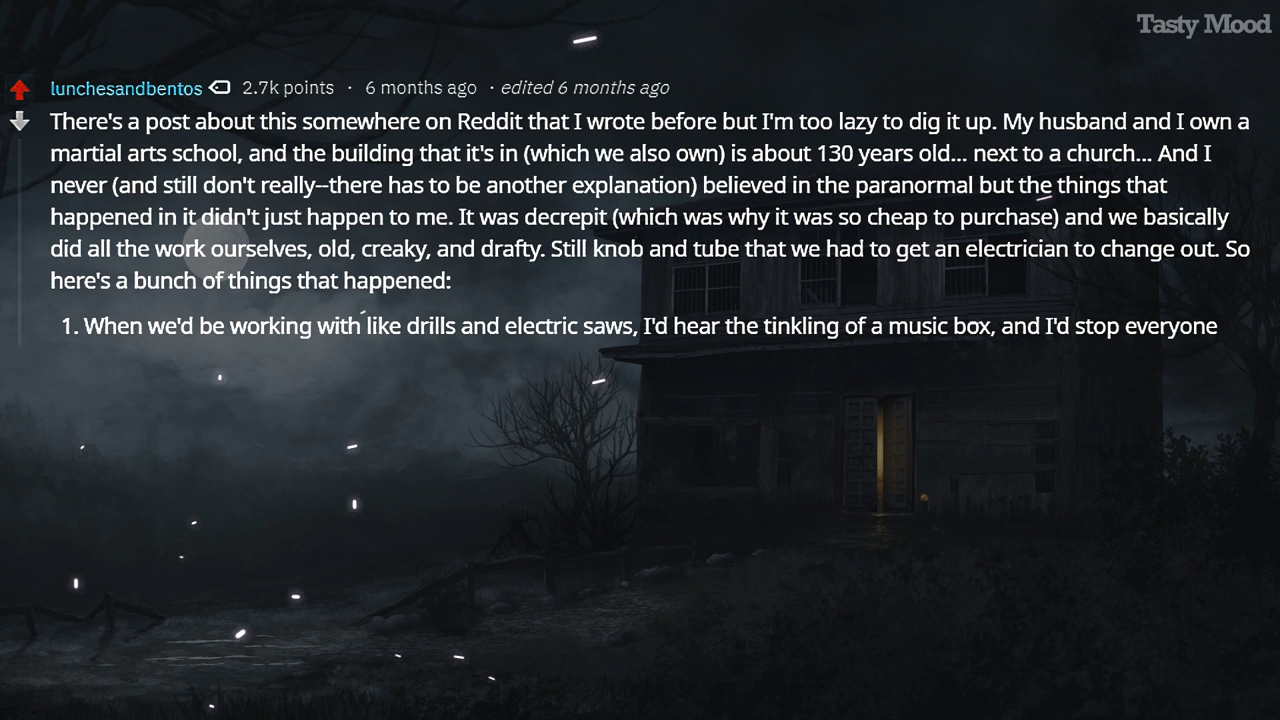 Tasty Mood
lunchesandbentos 2.7k points · 6 months ago · edited 6 months ago
There's a post about this somewhere on Reddit that I wrote before but I'm too lazy to dig it up. My husband and I own a
martial arts school, and the building that it's in (which we also own) is about 130 years old... next to a church... And I
never (and still don't really--there has to be another explanation) believed in the paranormal but the things that
happened in it didn't just happen to me. It was decrepit (which was why it was so cheap to purchase) and we basically
did all the work ourselves, old, creaky, and drafty. Still knob and tube that we had to get an electrician to change out. So
here's a bunch of things that happened:
1. When we'd be working with like drills and electric saws, I'd hear the tinkling of a music box, and I'd stop everyone